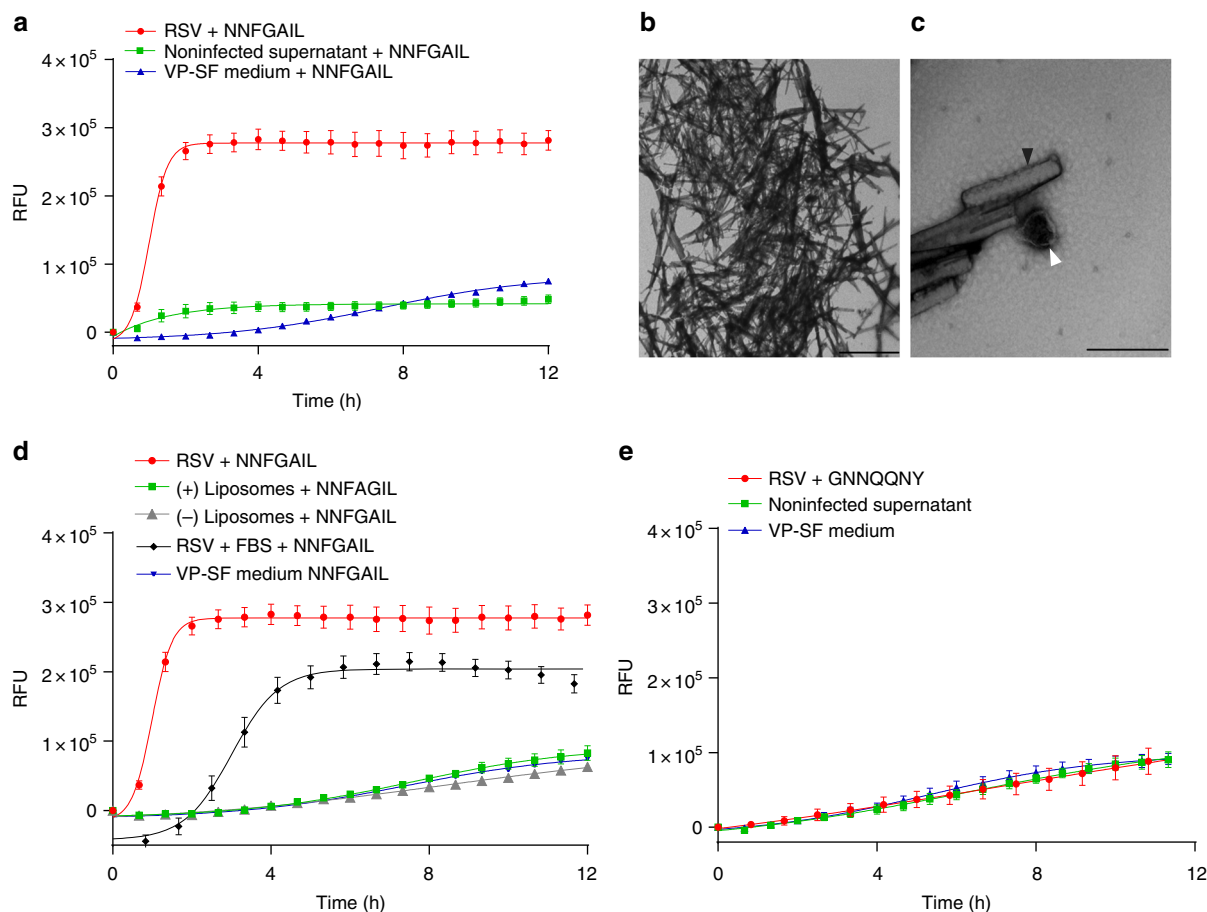 a
RSV + NNFGAIL
Noninfected supernatant + NNFGAIL
VP-SF medium + NNFGAIL
4 × 10⁵
3 × 10⁵
2 × 10⁵
1 × 10⁵
0
RFU
0 4 8 12
Time (h)
b
c
d
RSV + NNFGAIL
(+) Liposomes + NNFAGIL
(−) Liposomes + NNFGAIL
RSV + FBS + NNFGAIL
VP-SF medium NNFGAIL
4 × 10⁵
3 × 10⁵
2 × 10⁵
1 × 10⁵
0
RFU
0 4 8 12
Time (h)
e
RSV + GNNQQNY
Noninfected supernatant
VP-SF medium
4 × 10⁵
3 × 10⁵
2 × 10⁵
1 × 10⁵
0
RFU
0 4 8 12
Time (h)